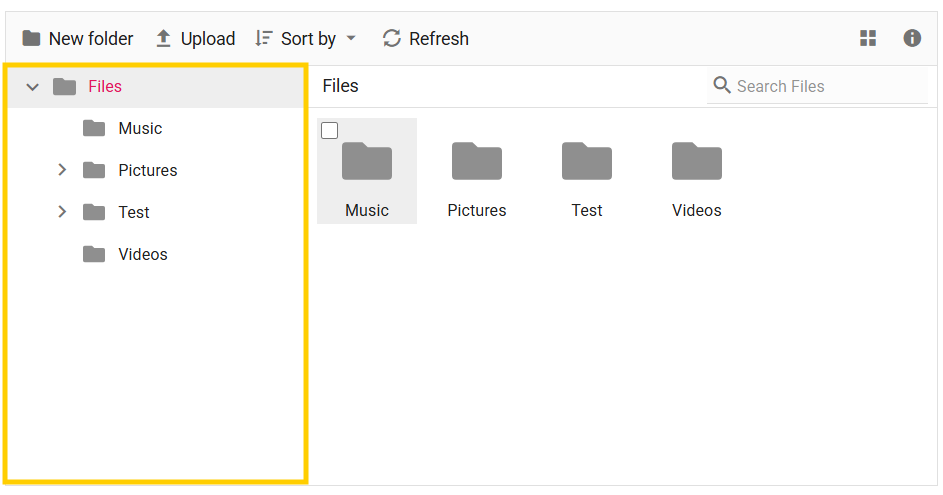 New folder Upload Sort by Refresh
Files
Music
Pictures
Test
Videos
Files Search Files
Music Pictures Test Videos